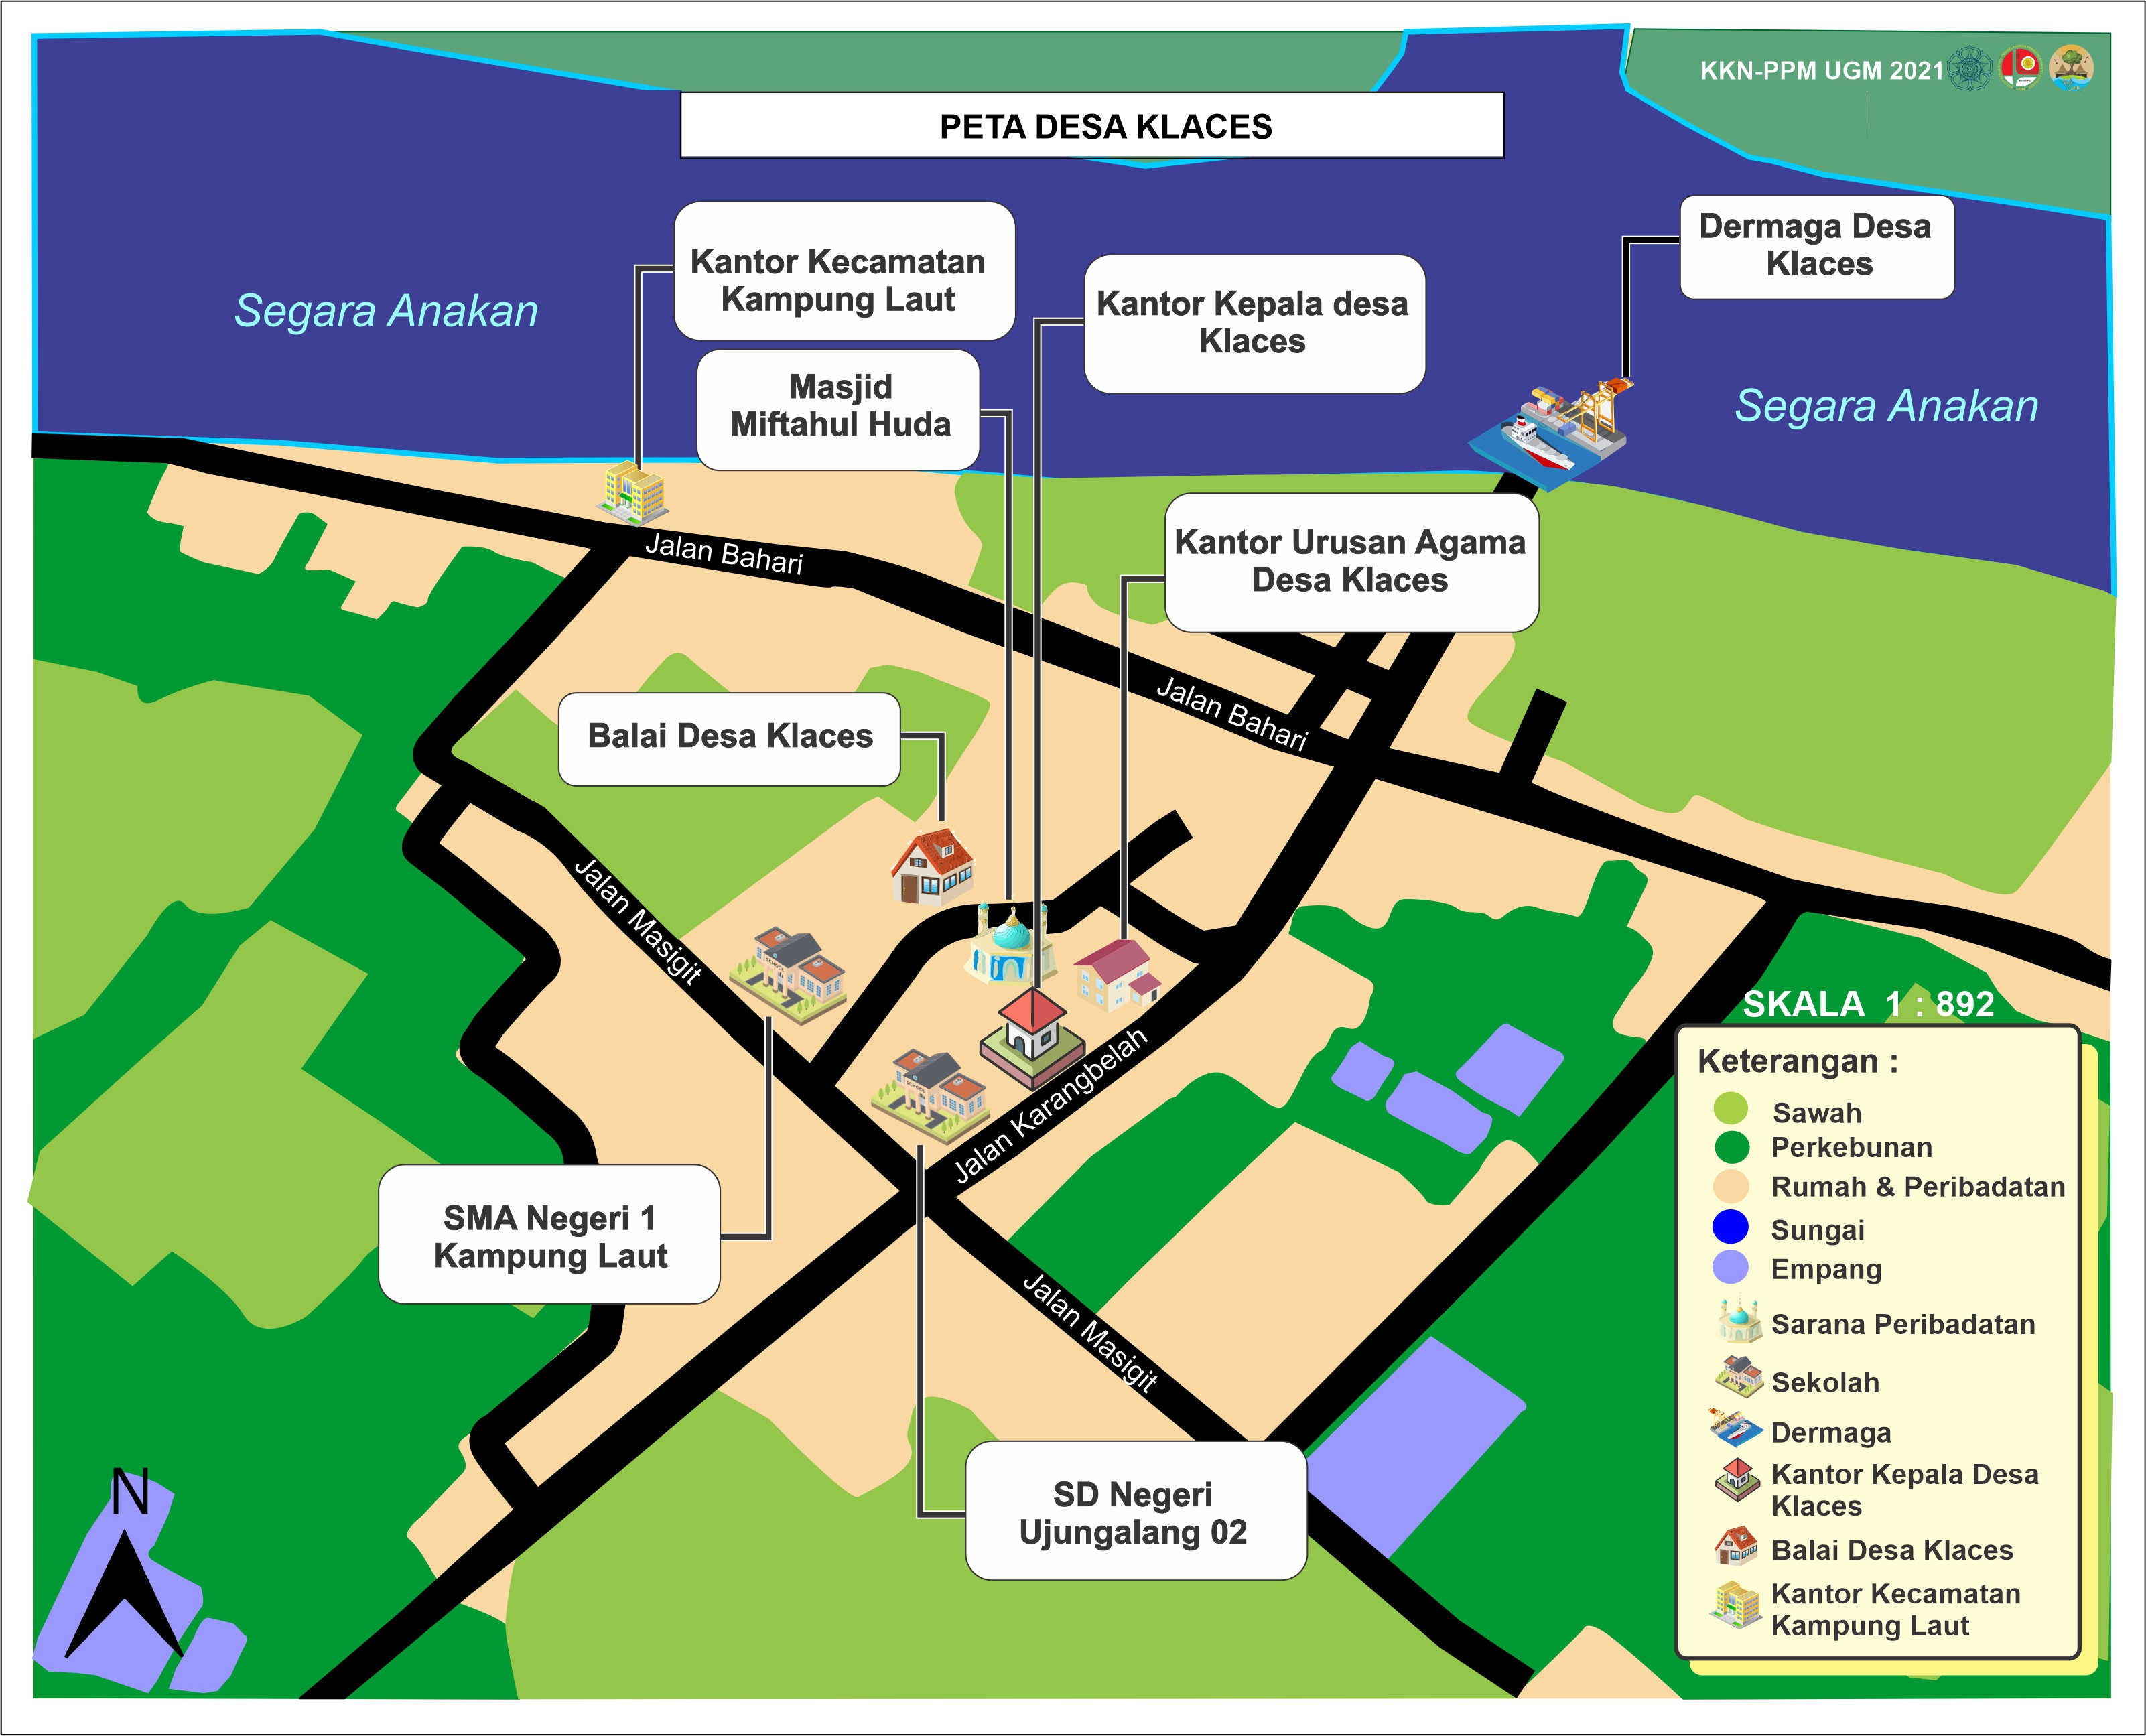 KKN-PPM UGM 2021
PETA DESA KLACES
Kantor Kecamatan
Kampung Laut
Dermaga Desa
Klaces
Kantor Kepala desa
Klaces
Segara Anakan
Masjid
Miftahul Huda
Segara Anakan
Kantor Urusan Agama
Desa Klaces
Jalan Bahari
Jalan Bahari
Balai Desa Klaces
Jalan Masigit
SCHOOL
SCHOOL
Jalan Karangbelah
SMA Negeri 1
Kampung Laut
Jalan Masigit
SD Negeri
Ujungalang 02
N
SKALA 1 : 892
Keterangan :
Sawah
Perkebunan
Rumah & Peribadatan
Sungai
Empang
Sarana Peribadatan
Sekolah
Dermaga
Kantor Kepala Desa
Klaces
Balai Desa Klaces
Kantor Kecamatan
Kampung Laut